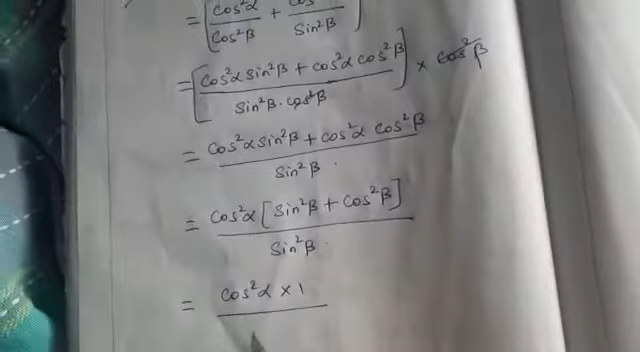 = [cos²α/cos²β + cos/Sin²β]
= [cos²α sin²β + cos²α cos²β / Sin²β · cos²β] × cos²β
= cos²α sin²β + cos²α cos²β / Sin²β ·
= cos²α [sin²β + cos²β] / Sin²β ·
= cos²α × 1 /